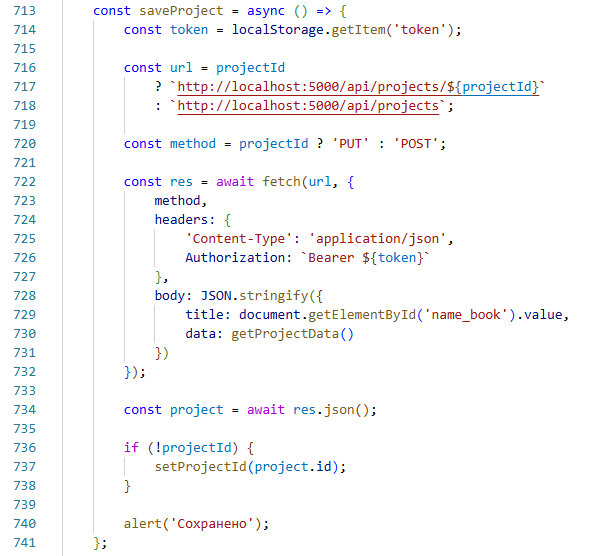 713 const saveProject = async () => {
714 const token = localStorage.getItem('token');
715
716 const url = projectId
717 ? `http://localhost:5000/api/projects/${projectId}`
718 : `http://localhost:5000/api/projects`;
719
720 const method = projectId ? 'PUT' : 'POST';
721
722 const res = await fetch(url, {
723 method,
724 headers: {
725 'Content-Type': 'application/json',
726 Authorization: `Bearer ${token}`
727 },
728 body: JSON.stringify({
729 title: document.getElementById('name_book').value,
730 data: getProjectData()
731 })
732 });
733
734 const project = await res.json();
735
736 if (!projectId) {
737 setProjectId(project.id);
738 }
739
740 alert('Сохранено');
741 };